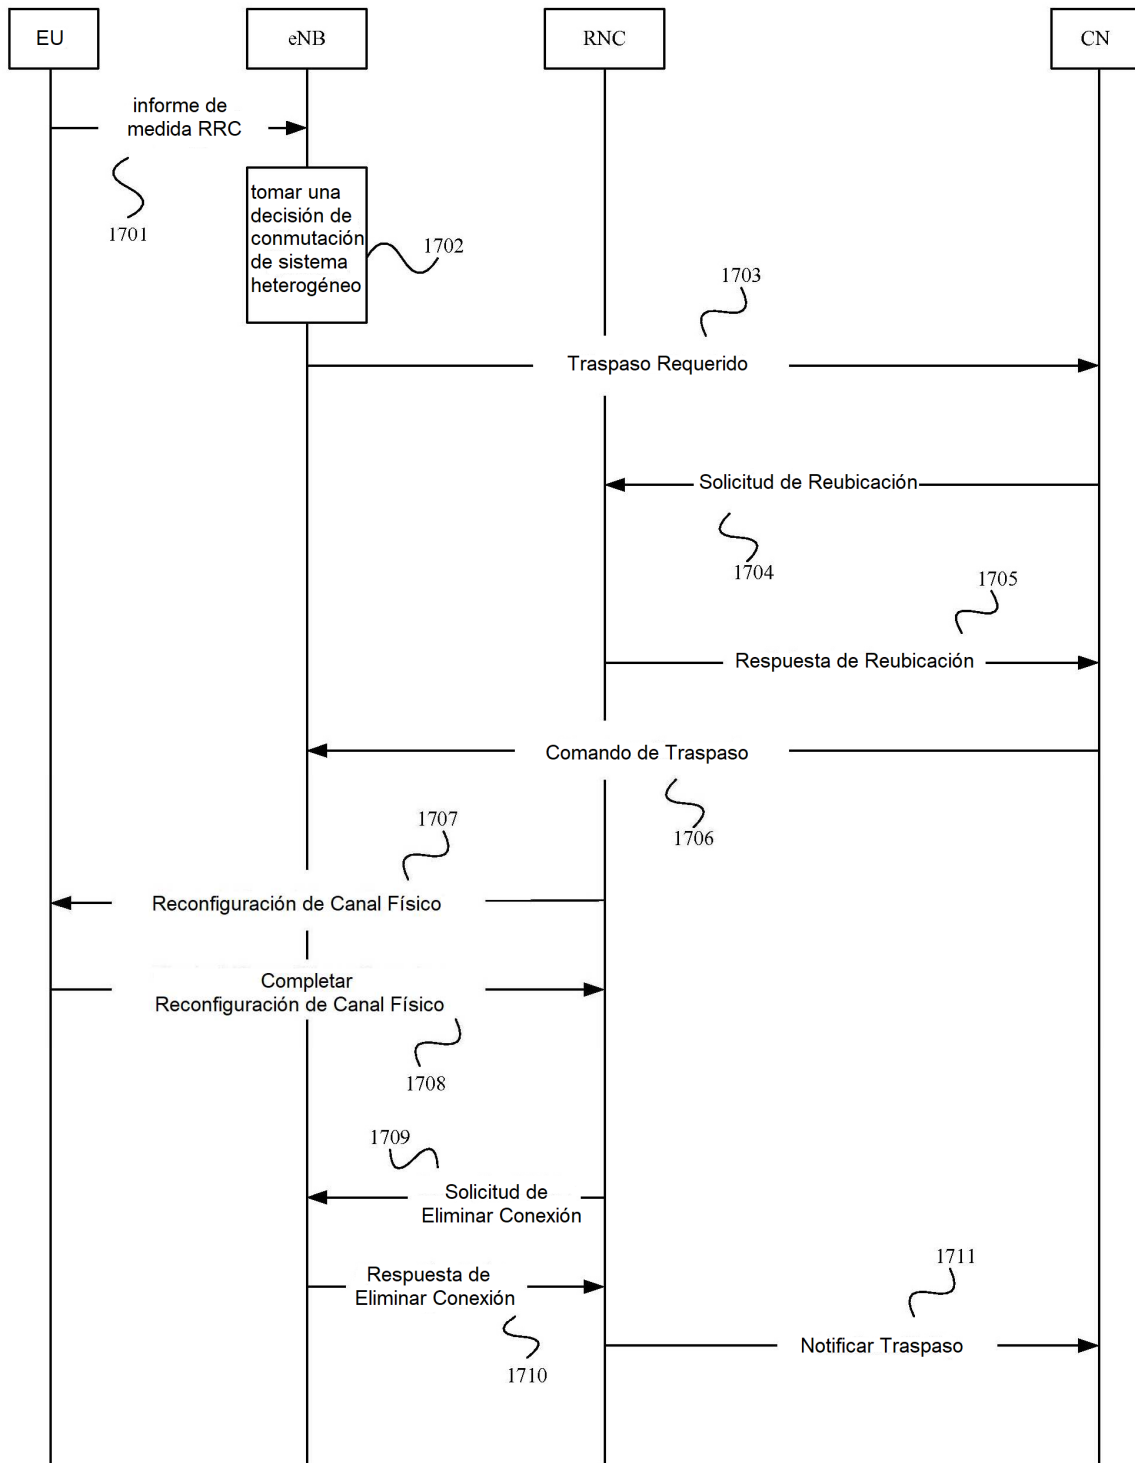 EU
eNB
RNC
CN
informe de
medida RRC
1701
tomar una
decisión de
conmutación
de sistema
heterogéneo
1702
1703
Traspaso Requerido
Solicitud de Reubicación
1704
1705
Respuesta de Reubicación
Comando de Traspaso
1706
1707
Reconfiguración de Canal Físico
Completar
Reconfiguración de Canal Físico
1708
1709
Solicitud de
Eliminar Conexión
1711
Respuesta de
Eliminar Conexión
Notificar Traspaso
1710